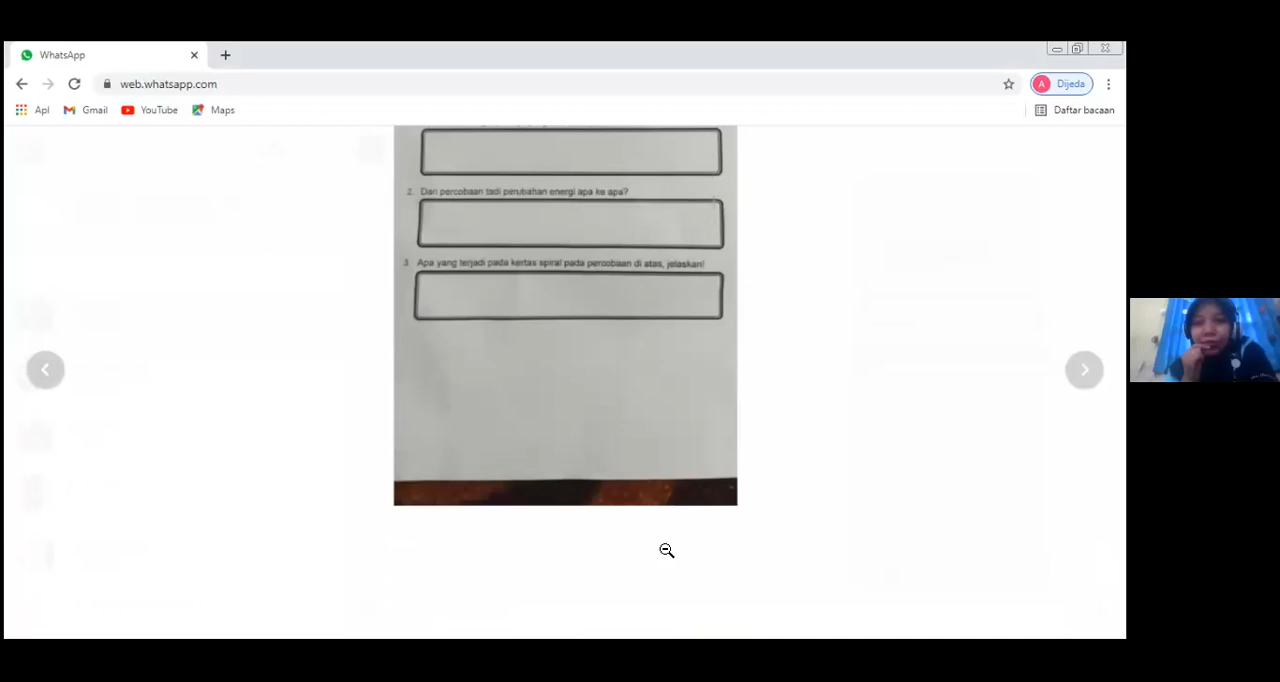 WhatsApp
web.whatsapp.com
Dijeda
A
Apl
Gmail
YouTube
Maps
Daftar bacaan
2. Dari percobaan tadi perubahan energi apa ke apa?
3. Apa yang terjadi pada kertas spiral pada percobaan di atas, jelaskan!